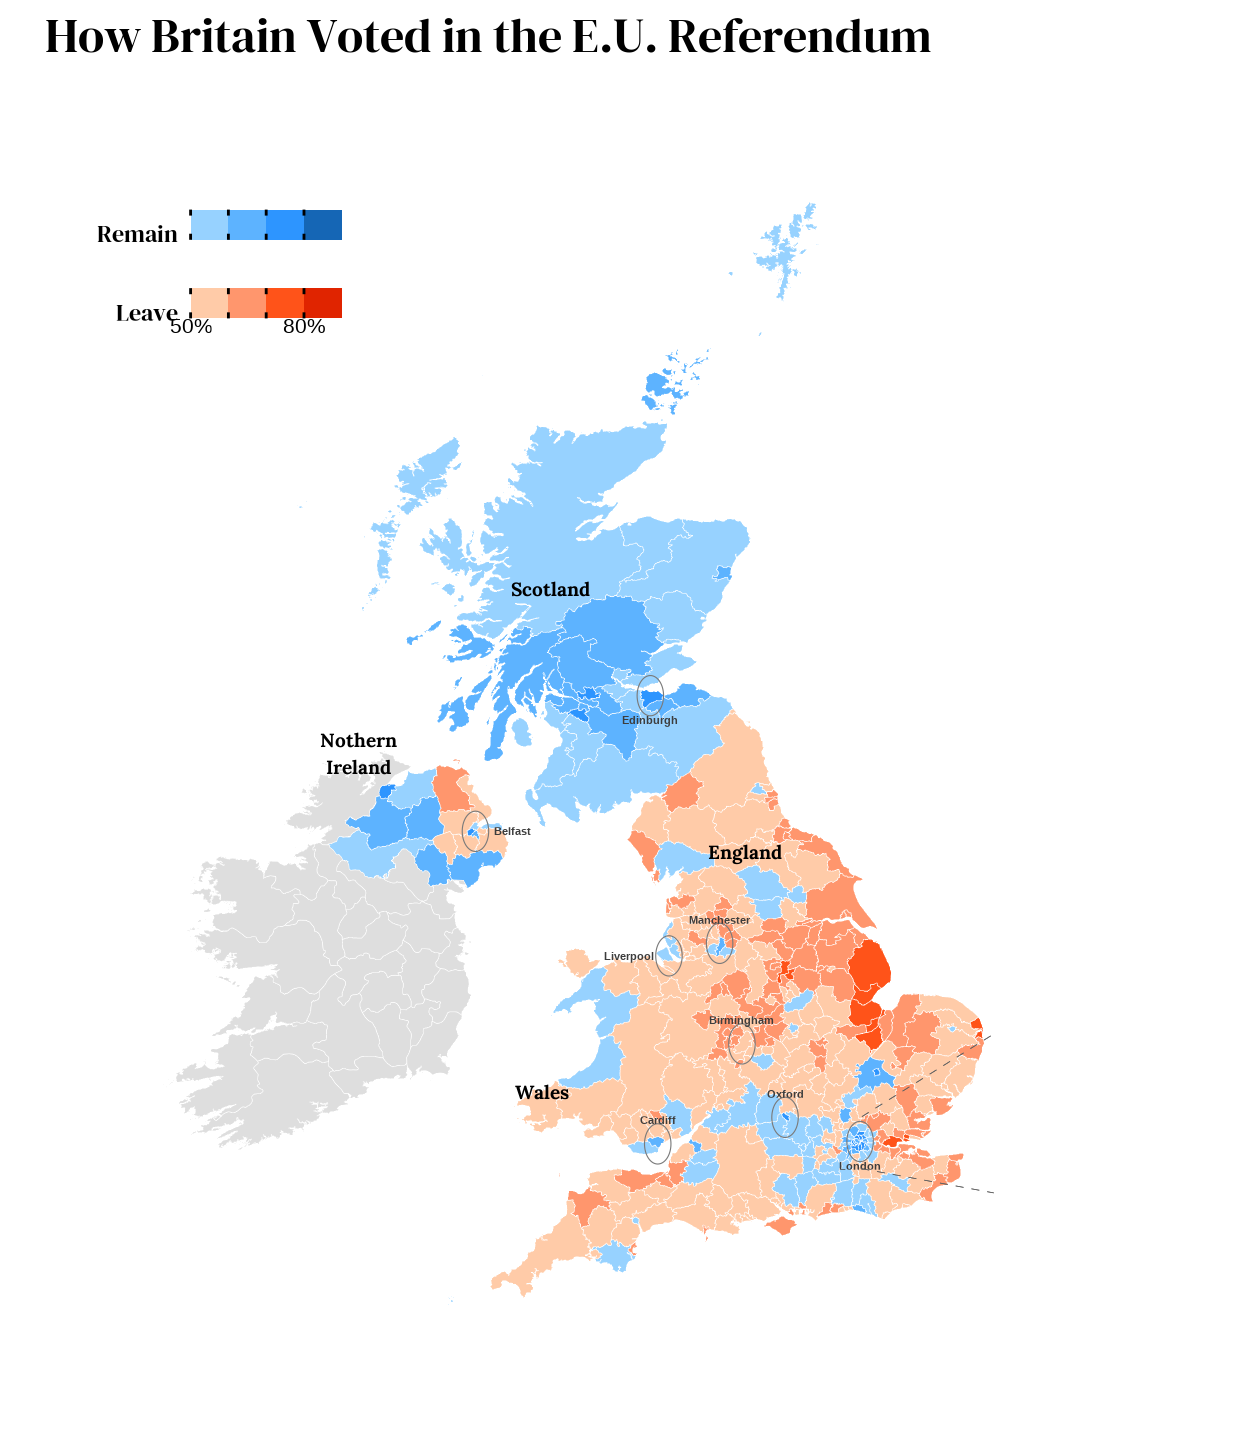 How Britain Voted in the E.U. Referendum
Remain
Leave
50%
80%
Scotland
Edinburgh
Nothern
Ireland
Belfast
England
Manchester
Liverpool
Birmingham
Wales
Oxford
Cardiff
London